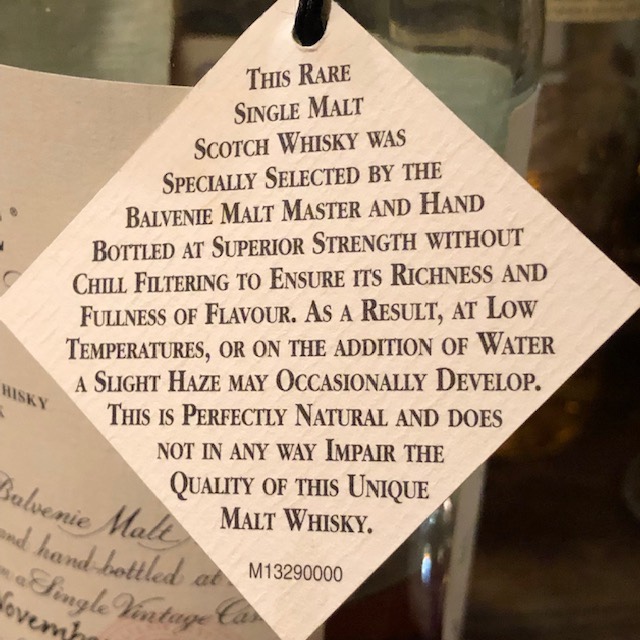 THIS RARE
SINGLE MALT
SCOTCH WHISKY WAS
SPECIALLY SELECTED BY THE
BALVENIE MALT MASTER AND HAND
BOTTLED AT SUPERIOR STRENGTH WITHOUT
CHILL FILTERING TO ENSURE ITS RICHNESS AND
FULLNESS OF FLAVOUR. AS A RESULT, AT LOW
TEMPERATURES, OR ON THE ADDITION OF WATER
A SLIGHT HAZE MAY OCCASIONALLY DEVELOP.
THIS IS PERFECTLY NATURAL AND DOES
NOT IN ANY WAY IMPAIR THE
QUALITY OF THIS UNIQUE
MALT WHISKY.
M13290000
WHISKY
Balvenie Malt
and hand-bottled at
a Single Vintage